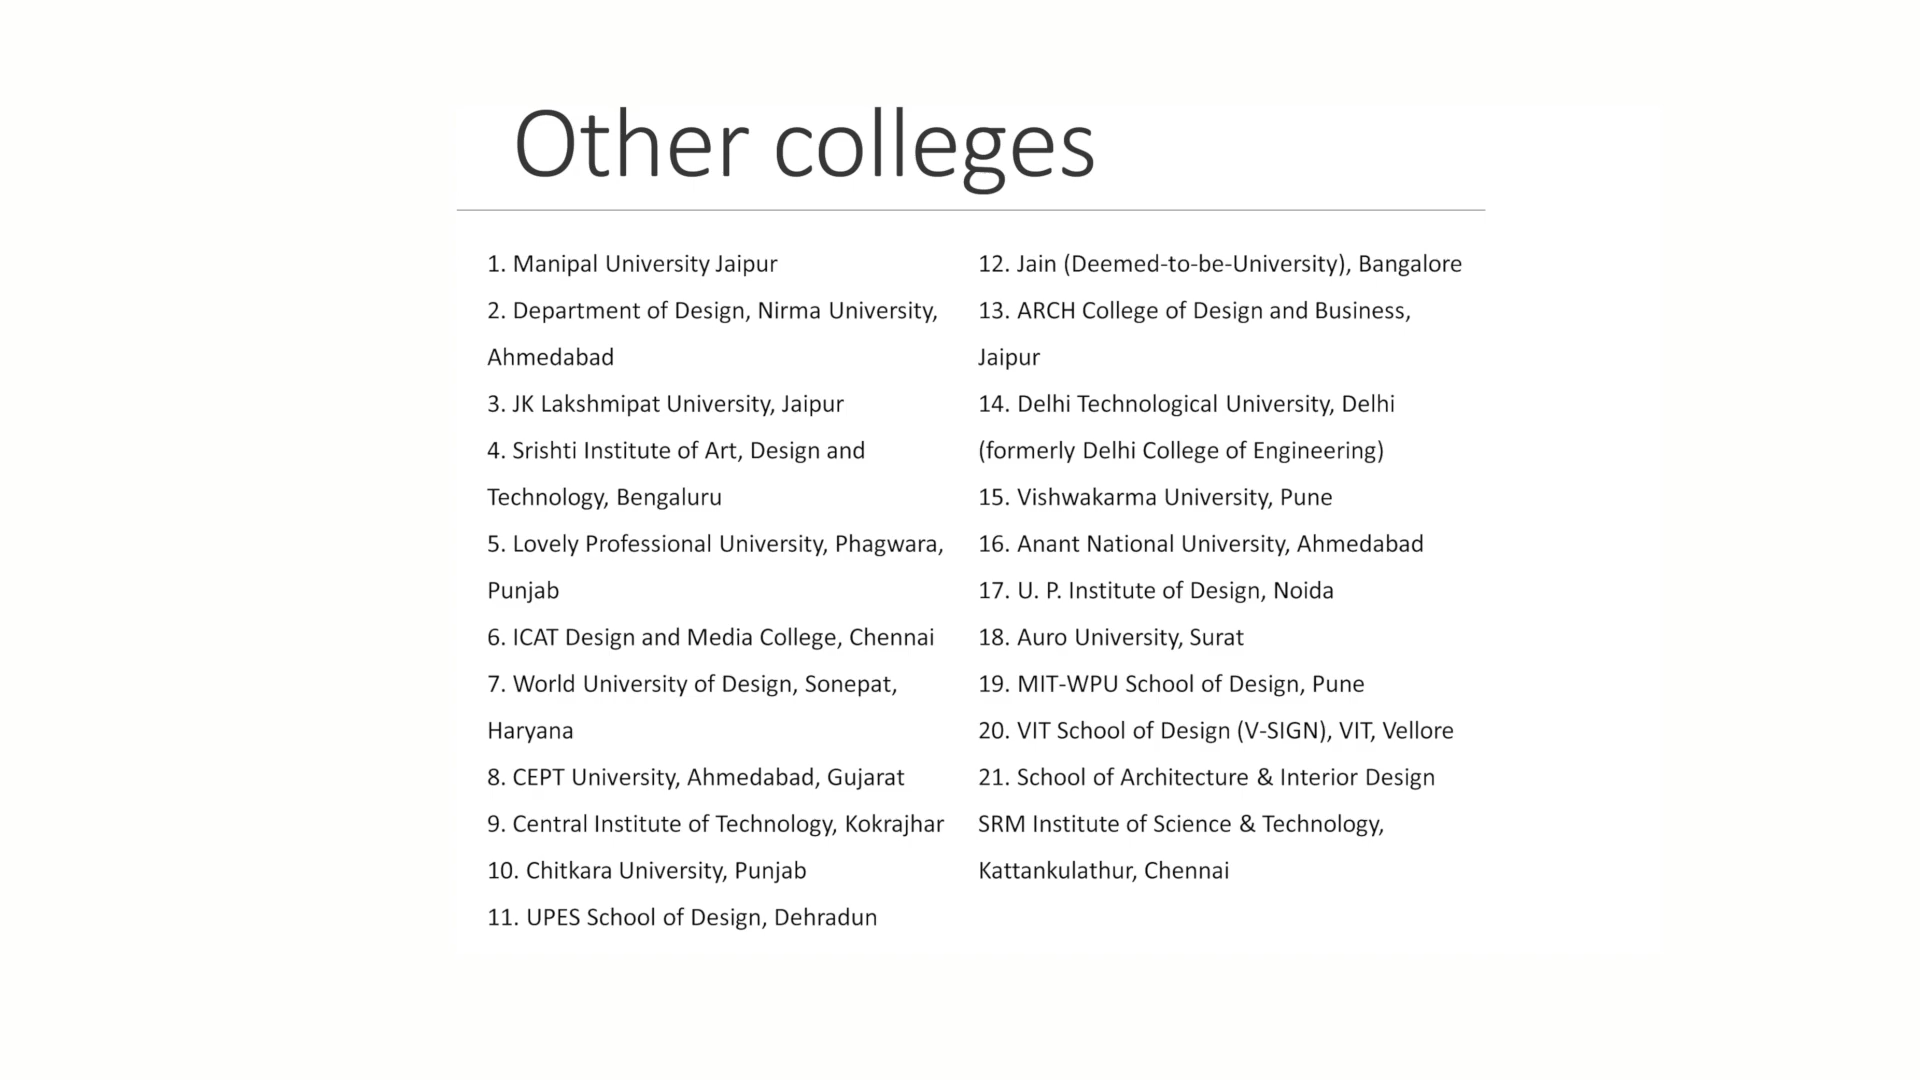 Other colleges
1. Manipal University Jaipur
2. Department of Design, Nirma University,
Ahmedabad
3. JK Lakshmipat University, Jaipur
4. Srishti Institute of Art, Design and
Technology, Bengaluru
5. Lovely Professional University, Phagwara,
Punjab
6. ICAT Design and Media College, Chennai
7. World University of Design, Sonepat,
Haryana
8. CEPT University, Ahmedabad, Gujarat
9. Central Institute of Technology, Kokrajhar
10. Chitkara University, Punjab
11. UPES School of Design, Dehradun
12. Jain (Deemed-to-be-University), Bangalore
13. ARCH College of Design and Business,
Jaipur
14. Delhi Technological University, Delhi
(formerly Delhi College of Engineering)
15. Vishwakarma University, Pune
16. Anant National University, Ahmedabad
17. U. P. Institute of Design, Noida
18. Auro University, Surat
19. MIT-WPU School of Design, Pune
20. VIT School of Design (V-SIGN), VIT, Vellore
21. School of Architecture & Interior Design
SRM Institute of Science & Technology,
Kattankulathur, Chennai